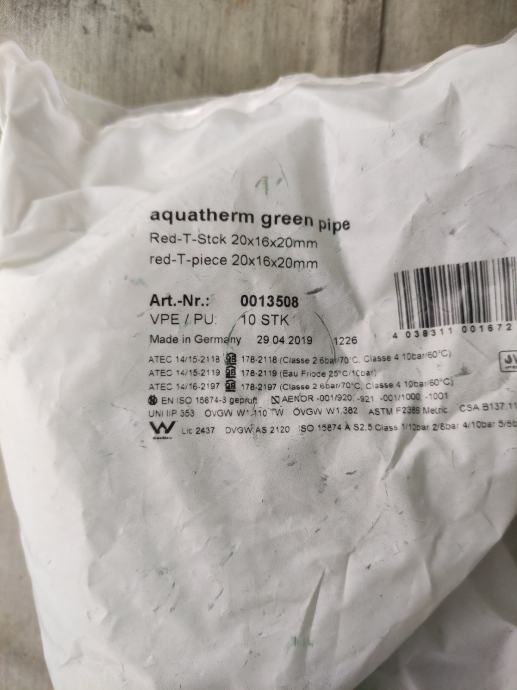 aquatherm green pipe
Red-T-Stck 20x16x20mm
red-T-piece 20x16x20mm
Art.-Nr.: 0013508
VPE / PU: 10 STK
Made in Germany 29 04 2019 1226
4 038311 001672
ATEC 14/15-2118 178-2118 (Classe 2 6bar/70°C, Classe 4 10bar/60°C)
ATEC 14/15-2119 178-2119 (Eau Froide 25°C/10bar)
ATEC 14/16-2197 178-2197 (Classe 2 6bar/70°C, Classe 4 10bar/60°C)
EN ISO 15874-3 geprüft AENOR -001/920, -921 -001/1000 -1001
UNI IIP 353 ÖVGW W1.110 TW ÖVGW W1.382 ASTM F2389 Metric CSA B137.11
Lic 2437 DVGW AS 2120 ISO 15874 A S2.5 Class 1/10bar 2/8bar 4/10bar